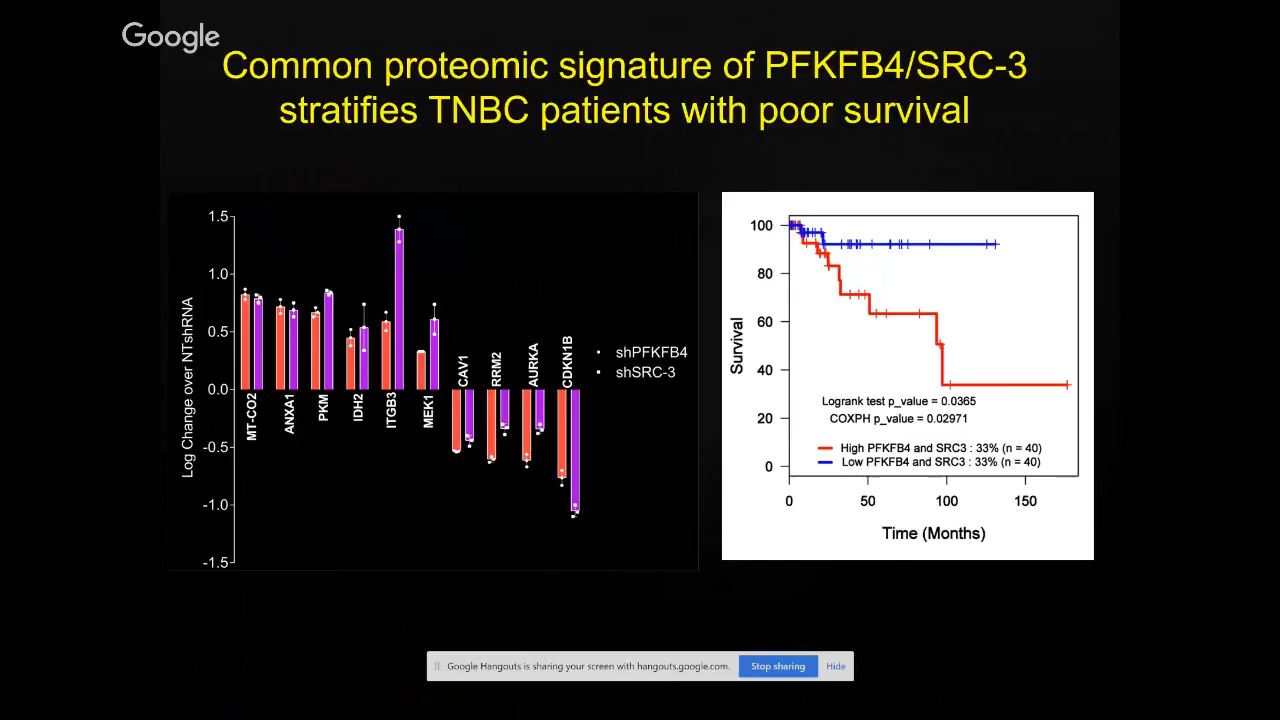 Google
Common proteomic signature of PFKFB4/SRC-3
stratifies TNBC patients with poor survival
Log Change over NTshRNA
1.5
1.0
0.5
0.0
-0.5
-1.0
-1.5
MT-CO2
ANXA1
PKM
IDH2
ITGB3
MEK1
CAV1
RRM2
AURKA
CDKN1B
shPFKFB4
shSRC-3
Survival
100
80
60
40
20
0
Logrank test p_value = 0.0365
COXPH p_value = 0.02971
High PFKFB4 and SRC3 : 33% (n = 40)
Low PFKFB4 and SRC3 : 33% (n = 40)
0 50 100 150
Time (Months)
Google Hangouts is sharing your screen with hangouts.google.com. Stop sharing Hide